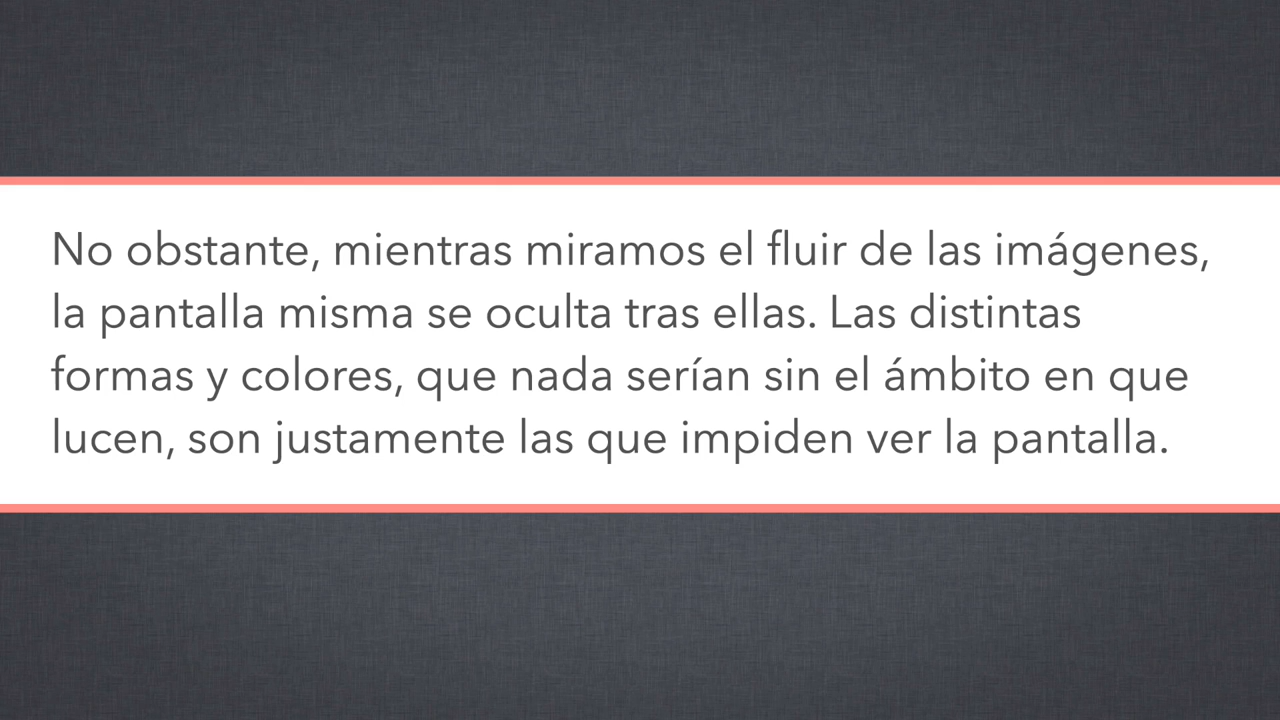 No obstante, mientras miramos el fluir de las imágenes,
la pantalla misma se oculta tras ellas. Las distintas
formas y colores, que nada serían sin el ámbito en que
lucen, son justamente las que impiden ver la pantalla.